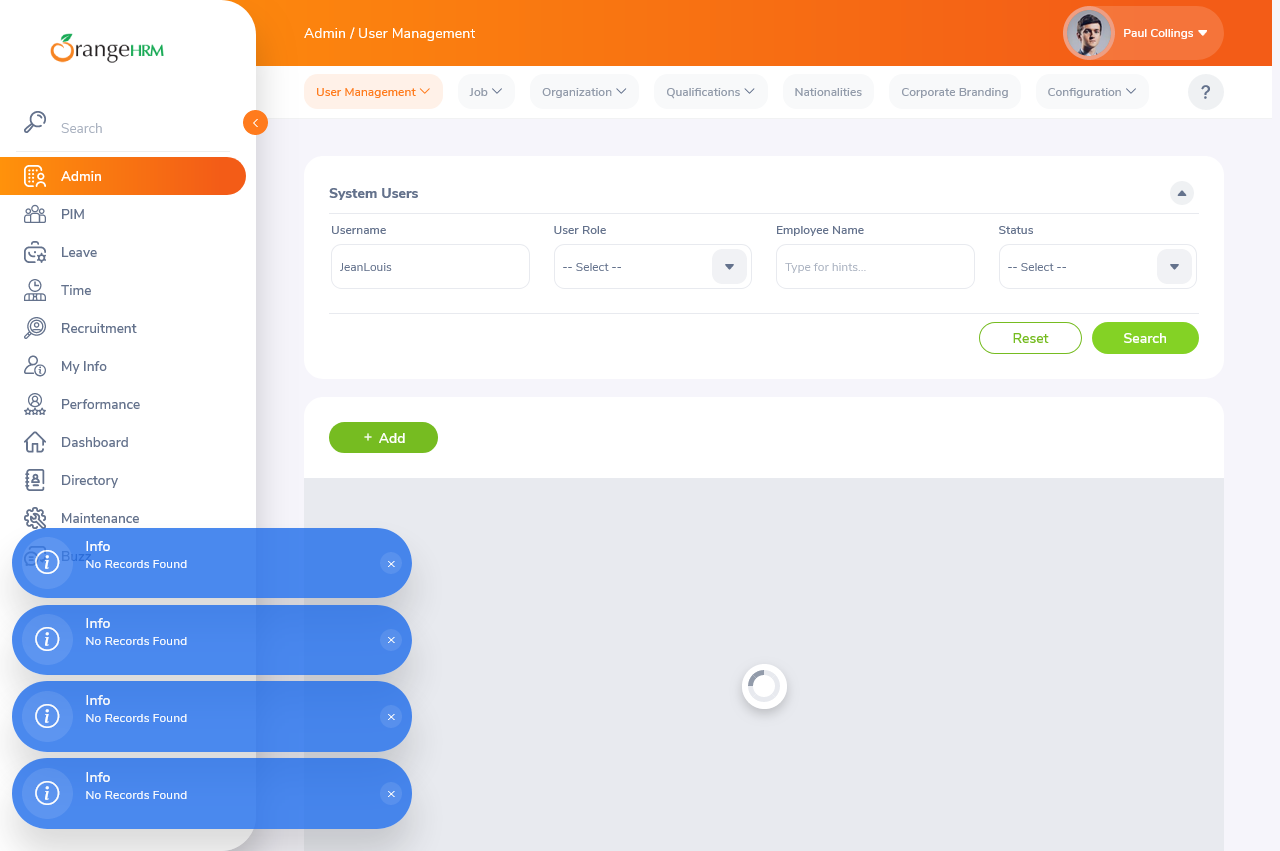 OrangeHRM
Admin / User Management
Paul Collings
User Management
Job
Organization
Qualifications
Nationalities
Corporate Branding
Configuration
?
Search
Admin
PIM
Leave
Time
Recruitment
My Info
Performance
Dashboard
Directory
Maintenance
Buzz
System Users
Username
User Role
Employee Name
Status
JeanLouis
-- Select --
Type for hints...
-- Select --
Reset
Search
+ Add
Info
No Records Found
Info
No Records Found
Info
No Records Found
Info
No Records Found